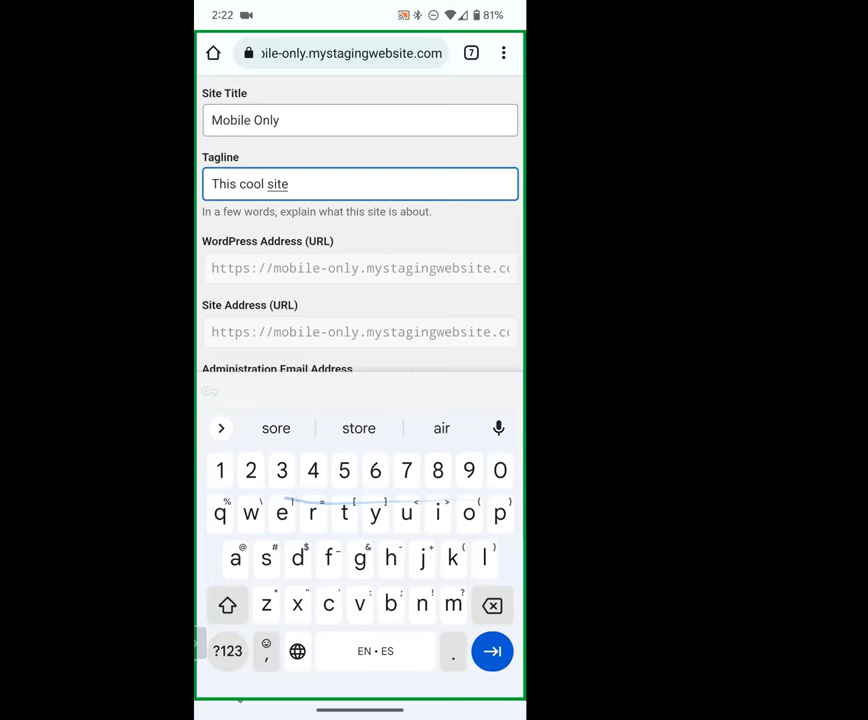 2:22 81%
bile-only.mystagingwebsite.com 7
Site Title
Mobile Only
Tagline
This cool site
In a few words, explain what this site is about.
WordPress Address (URL)
https://mobile-only.mystagingwebsite.cc
Site Address (URL)
https://mobile-only.mystagingwebsite.cc
Administration Email Address
sore store air
1 2 3 4 5 6 7 8 9 0
% \ | = [ ] < > { }
q w e r t y u i o p
@ # $ _ & - + ( )
a s d f g h j k l
* " ' : ; ! ?
z x c v b n m
?123 , EN • ES .